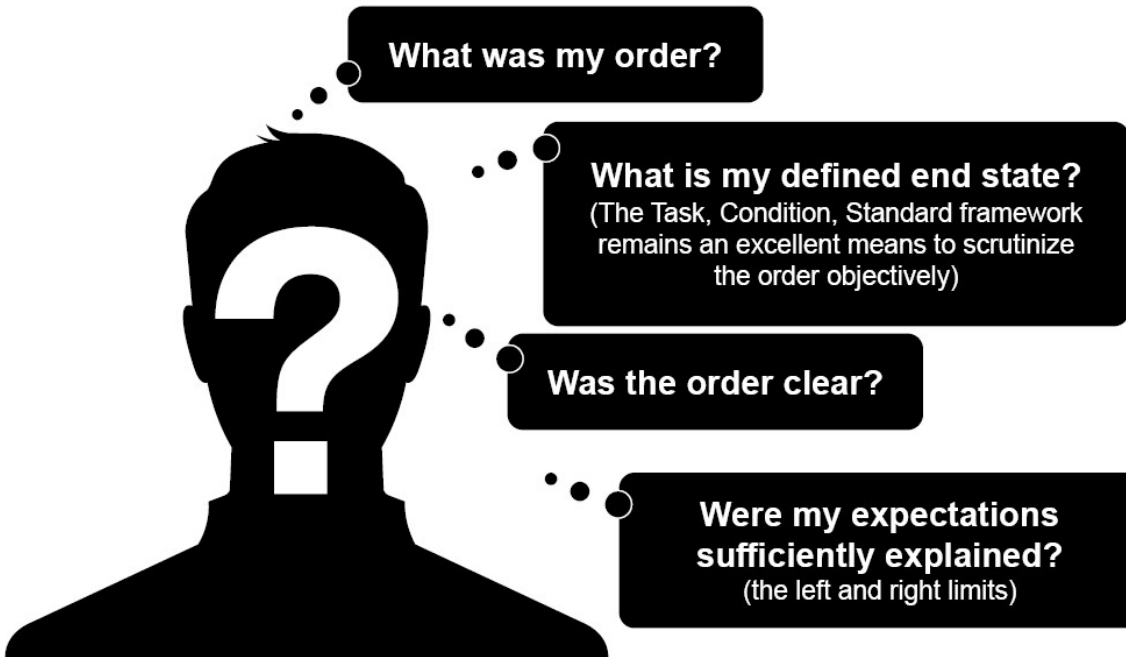 What was my order?
What is my defined end state?
(The Task, Condition, Standard framework
remains an excellent means to scrutinize
the order objectively)
Was the order clear?
Were my expectations
sufficiently explained?
(the left and right limits)
?